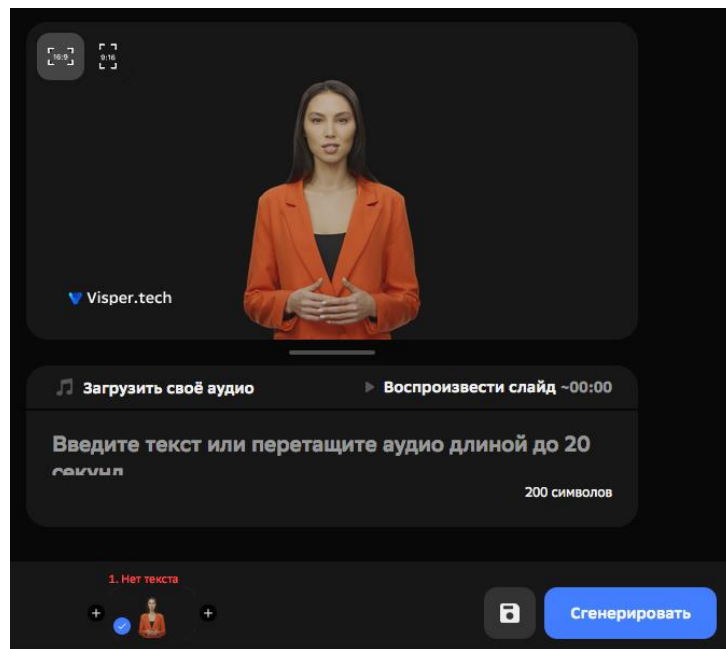 16:9
9:16
Visper.tech
Загрузить своё аудио
Воспроизвести слайд ~00:00
Введите текст или перетащите аудио длиной до 20
секунд
200 символов
1. Нет текста
Сгенерировать